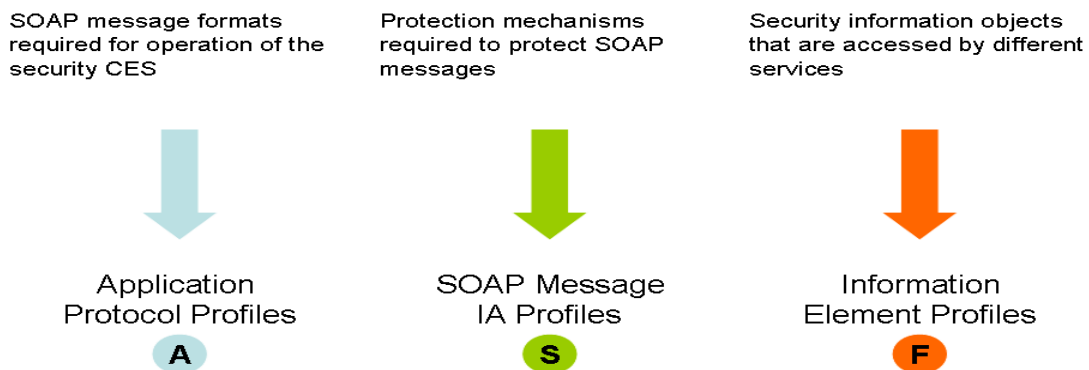 SOAP message formats
required for operation of the
security CES
Protection mechanisms
required to protect SOAP
messages
Security information objects
that are accessed by different
services
Application
Protocol Profiles
A
SOAP Message
IA Profiles
S
Information
Element Profiles
F